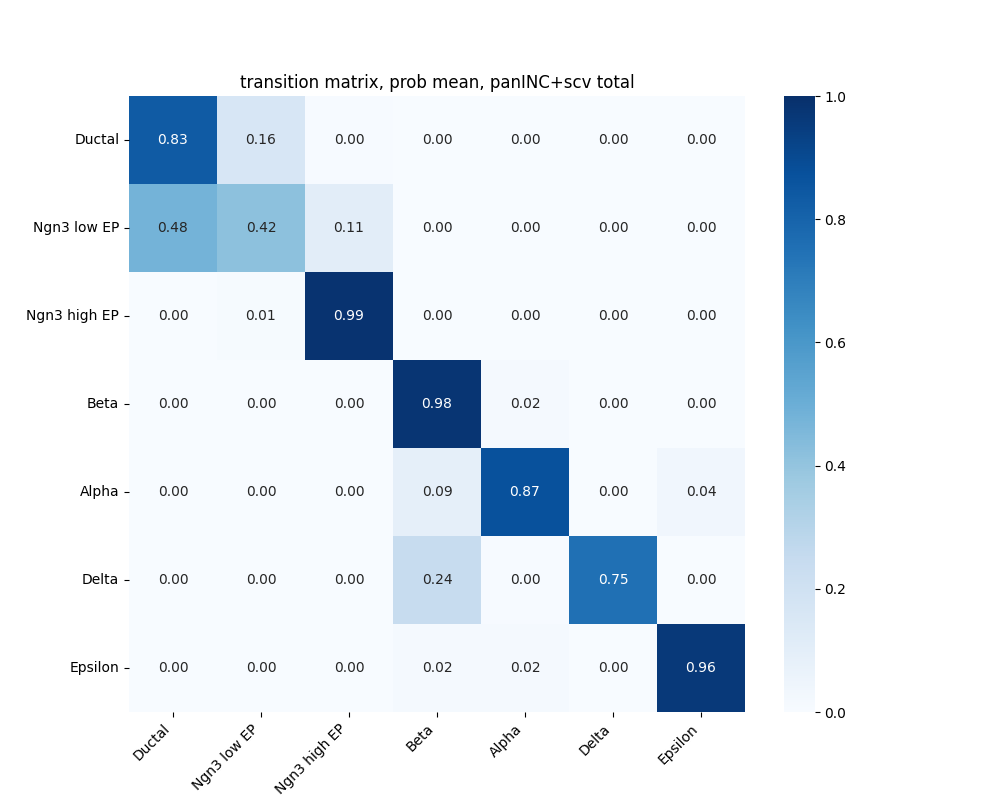 transition matrix, prob mean, panINC+scv total
Ductal 0.83 0.16 0.00 0.00 0.00 0.00 0.00
Ngn3 low EP 0.48 0.42 0.11 0.00 0.00 0.00 0.00
Ngn3 high EP 0.00 0.01 0.99 0.00 0.00 0.00 0.00
Beta 0.00 0.00 0.00 0.98 0.02 0.00 0.00
Alpha 0.00 0.00 0.00 0.09 0.87 0.00 0.04
Delta 0.00 0.00 0.00 0.24 0.00 0.75 0.00
Epsilon 0.00 0.00 0.00 0.02 0.02 0.00 0.96
Ductal Ngn3 low EP Ngn3 high EP Beta Alpha Delta Epsilon
1.0
0.8
0.6
0.4
0.2
0.0